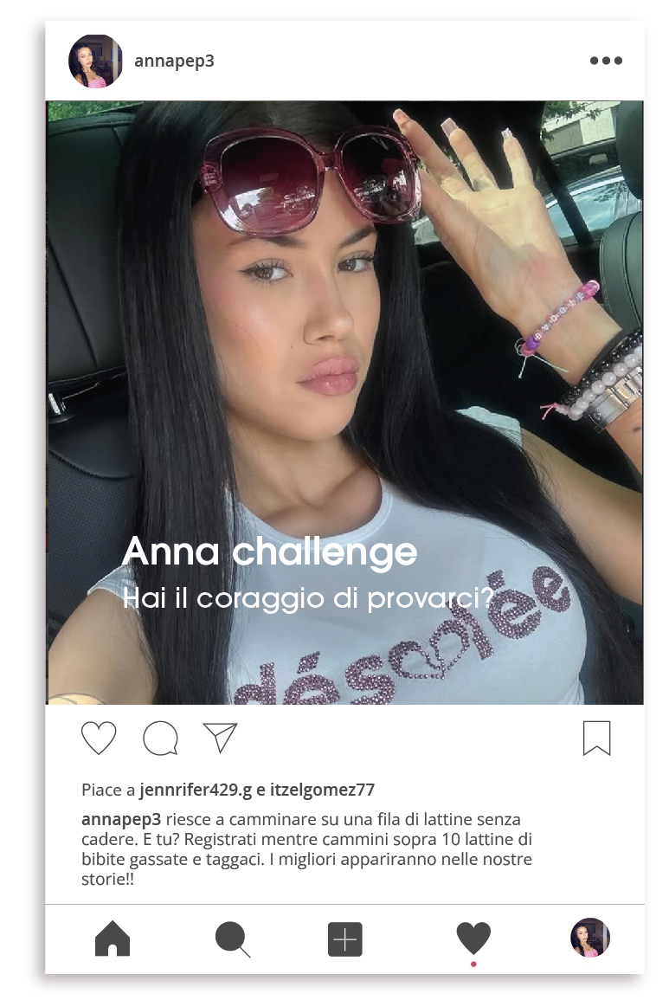 annapep3
Anna challenge
Hai il coraggio di provarci?
désolée
Piace a jennrifer429.g e itzelgomez77
annapep3 riesce a camminare su una fila di lattine senza
cadere. E tu? Registrati mentre cammini sopra 10 lattine di
bibite gassate e taggaci. I migliori appariranno nelle nostre
storie!!